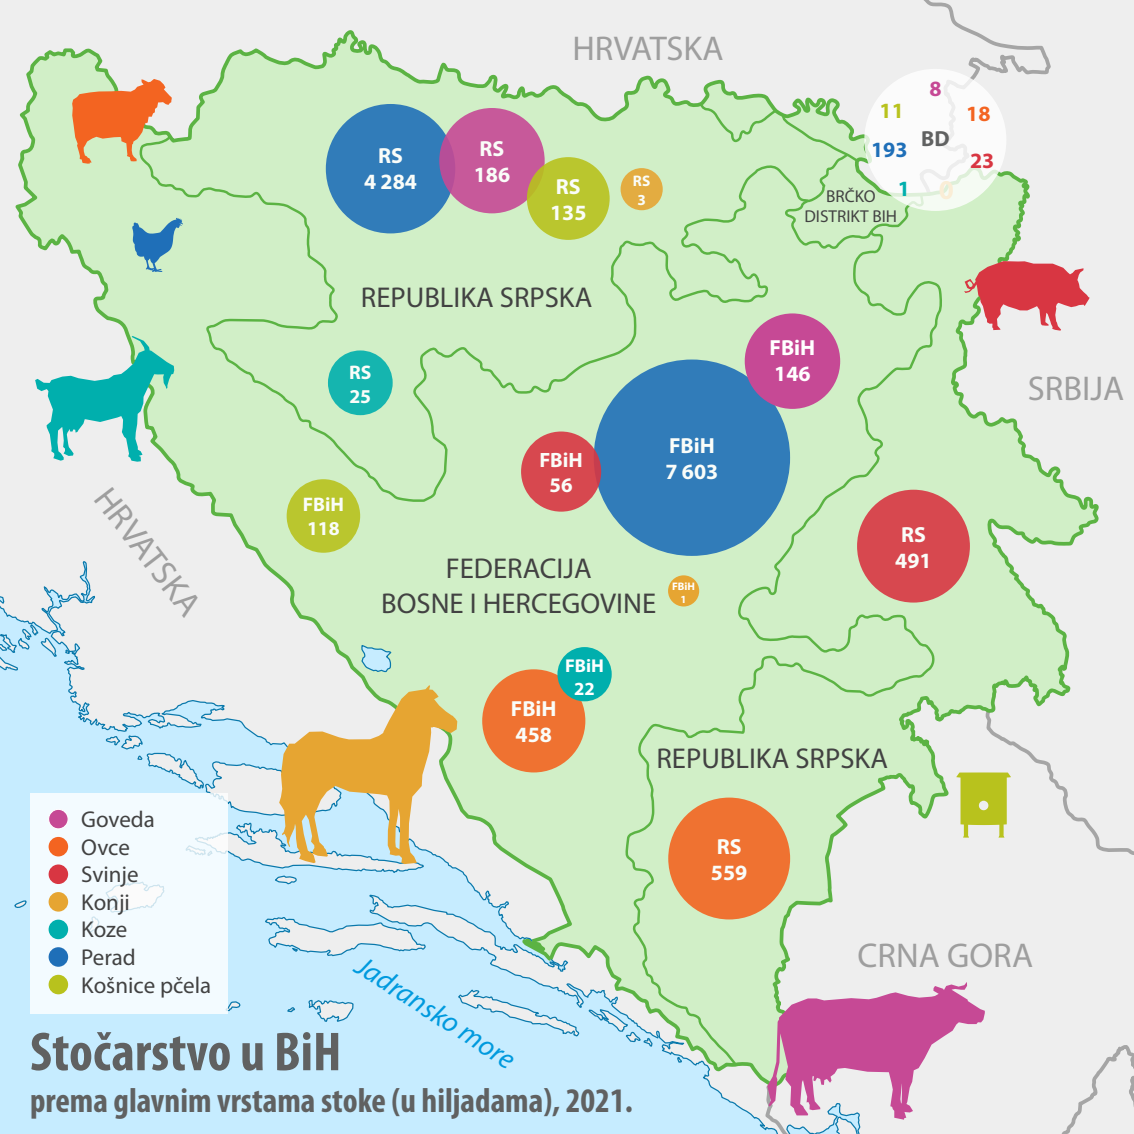 HRVATSKA
8
11
18
BD
193
23
1
0
BRČKO
DISTRIKT BIH
RS
4 284
RS
186
RS
135
RS
3
REPUBLIKA SRPSKA
SRBIJA
FBiH
146
RS
25
FBiH
7 603
FBiH
56
FBiH
118
RS
491
HRVATSKA
FEDERACIJA
BOSNE I HERCEGOVINE
FBiH
1
FBiH
22
FBiH
458
REPUBLIKA SRPSKA
RS
559
CRNA GORA
Goveda
Ovce
Svinje
Konji
Koze
Perad
Košnice pčela
Jadransko more
Stočarstvo u BiH
prema glavnim vrstama stoke (u hiljadama), 2021.